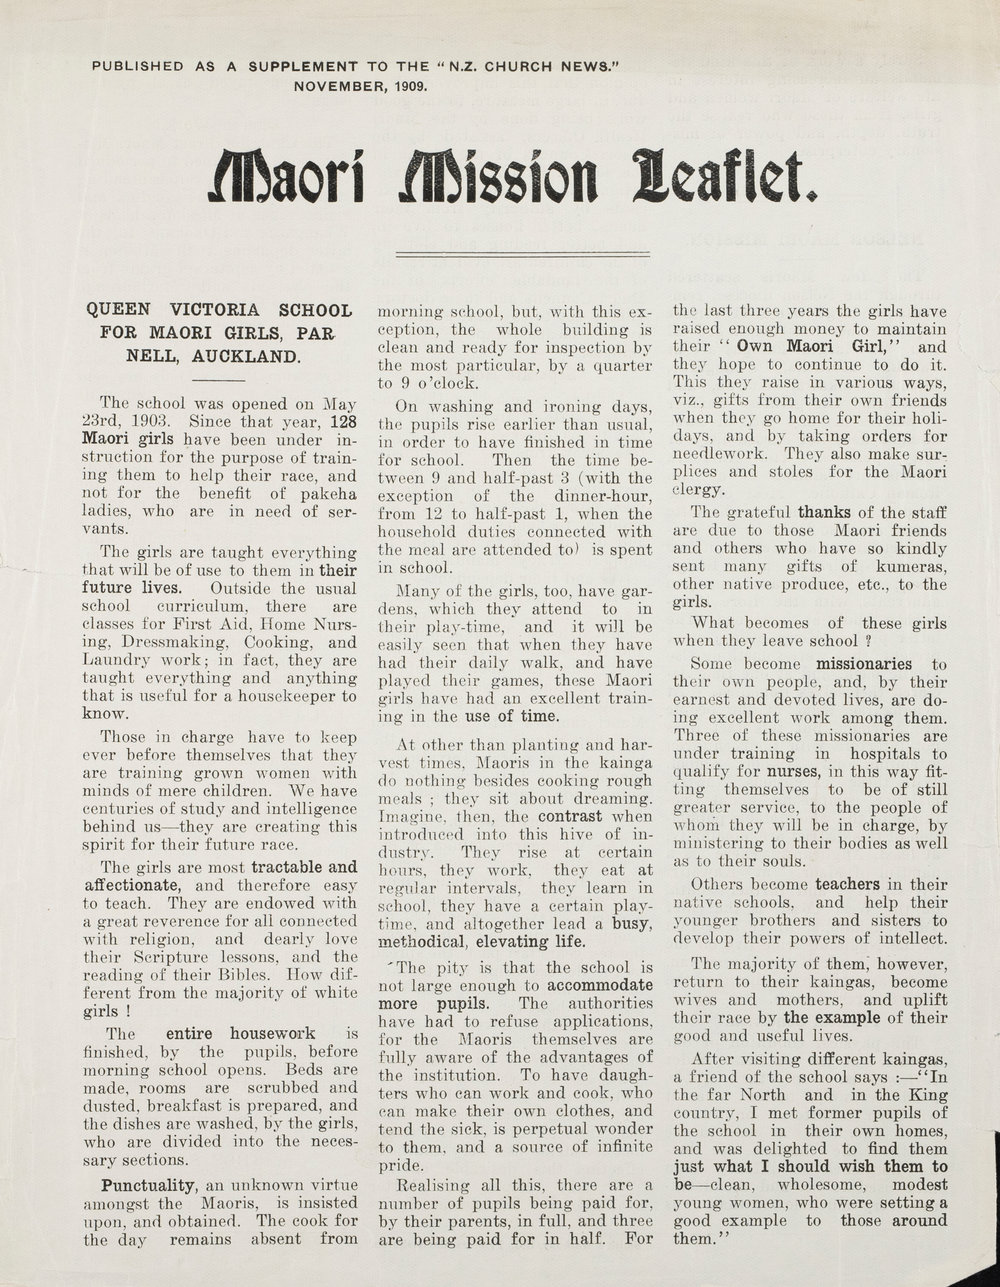 PUBLISHED AS A SUPPLEMENT TO THE "N.Z. CHURCH NEWS."
NOVEMBER, 1909.
Maori Mission Leaflet.
QUEEN VICTORIA SCHOOL
FOR MAORI GIRLS, PAR
NELL, AUCKLAND.
The school was opened on May
23rd, 1903. Since that year, 128
Maori girls have been under in-
struction for the purpose of train-
ing them to help their race, and
not for the benefit of pakeha
ladies, who are in need of ser-
vants.
The girls are taught everything
that will be of use to them in their
future lives. Outside the usual
school curriculum, there are
classes for First Aid, Home Nurs-
ing, Dressmaking, Cooking, and
Laundry work; in fact, they are
taught everything and anything
that is useful for a housekeeper to
know.
Those in charge have to keep
ever before themselves that they
are training grown women with
minds of mere children. We have
centuries of study and intelligence
behind us—they are creating this
spirit for their future race.
The girls are most tractable and
affectionate, and therefore easy
to teach. They are endowed with
a great reverence for all connected
with religion, and dearly love
their Scripture lessons, and the
reading of their Bibles. How dif-
ferent from the majority of white
girls !
The entire housework is
finished, by the pupils, before
morning school opens. Beds are
made, rooms are scrubbed and
dusted, breakfast is prepared, and
the dishes are washed, by the girls,
who are divided into the neces-
sary sections.
Punctuality, an unknown virtue
amongst the Maoris, is insisted
upon, and obtained. The cook for
the day remains absent from
morning school, but, with this ex-
ception, the whole building is
clean and ready for inspection by
the most particular, by a quarter
to 9 o'clock.
On washing and ironing days,
the pupils rise earlier than usual,
in order to have finished in time
for school. Then the time be-
tween 9 and half-past 3 (with the
exception of the dinner-hour,
from 12 to half-past 1, when the
household duties connected with
the meal are attended to) is spent
in school.
Many of the girls, too, have gar-
dens, which they attend to in
their play-time, and it will be
easily seen that when they have
had their daily walk, and have
played their games, these Maori
girls have had an excellent train-
ing in the use of time.
At other than planting and har-
vest times, Maoris in the kainga
do nothing besides cooking rough
meals ; they sit about dreaming.
Imagine, then, the contrast when
introduced into this hive of in-
dustry. They rise at certain
hours, they work, they eat at
regular intervals, they learn in
school, they have a certain play-
time, and altogether lead a busy,
methodical, elevating life.
The pity is that the school is
not large enough to accommodate
more pupils. The authorities
have had to refuse applications,
for the Maoris themselves are
fully aware of the advantages of
the institution. To have daugh-
ters who can work and cook, who
can make their own clothes, and
tend the sick, is perpetual wonder
to them, and a source of infinite
pride.
Realising all this, there are a
number of pupils being paid for,
by their parents, in full, and three
are being paid for in half. For
the last three years the girls have
raised enough money to maintain
their "Own Maori Girl," and
they hope to continue to do it.
This they raise in various ways,
viz., gifts from their own friends
when they go home for their holi-
days, and by taking orders for
needlework. They also make sur-
plices and stoles for the Maori
clergy.
The grateful thanks of the staff
are due to those Maori friends
and others who have so kindly
sent many gifts of kumeras,
other native produce, etc., to the
girls.
What becomes of these girls
when they leave school ?
Some become missionaries to
their own people, and, by their
earnest and devoted lives, are do-
ing excellent work among them.
Three of these missionaries are
under training in hospitals to
qualify for nurses, in this way fit-
ting themselves to be of still
greater service, to the people of
whom they will be in charge, by
ministering to their bodies as well
as to their souls.
Others become teachers in their
native schools, and help their
younger brothers and sisters to
develop their powers of intellect.
The majority of them, however,
return to their kaingas, become
wives and mothers, and uplift
their race by the example of their
good and useful lives.
After visiting different kaingas,
a friend of the school says :—"In
the far North and in the King
country, I met former pupils of
the school in their own homes,
and was delighted to find them
just what I should wish them to
be—clean, wholesome, modest
young women, who were setting a
good example to those around
them."